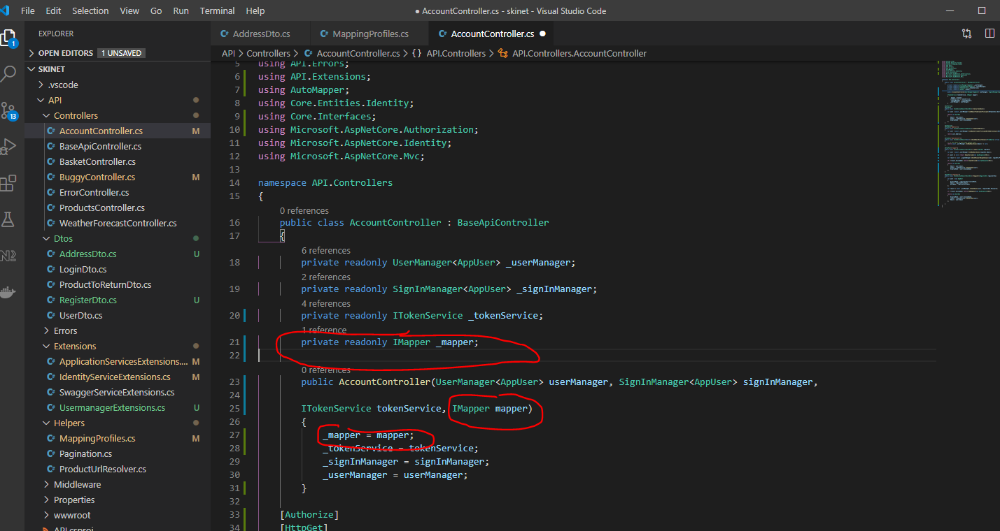 File Edit Selection View Go Run Terminal Help
● AccountController.cs - skinet - Visual Studio Code
EXPLORER
OPEN EDITORS 1 UNSAVED
SKINET
.vscode
API
Controllers
C# AccountController.cs M
C# BaseApiController.cs
C# BasketController.cs
C# BuggyController.cs M
C# ErrorController.cs
C# ProductsController.cs
C# WeatherForecastController.cs
Dtos
C# AddressDto.cs U
C# LoginDto.cs
C# ProductToReturnDto.cs
C# RegisterDto.cs U
C# UserDto.cs
Errors
Extensions
C# ApplicationServicesExtensions.... M
C# IdentityServiceExtensions.cs M
C# SwaggerServiceExtensions.cs
C# UsermanagerExtensions.cs U
Helpers
C# MappingProfiles.cs M
C# Pagination.cs
C# ProductUrlResolver.cs
Middleware
Properties
wwwroot
API.csproj
1
13
C# AddressDto.cs C# MappingProfiles.cs C# AccountController.cs ●
API > Controllers > C# AccountController.cs > {} API.Controllers > API.Controllers.AccountController
5 using API.Errors;
6 using API.Extensions;
7 using AutoMapper;
8 using Core.Entities.Identity;
9 using Core.Interfaces;
10 using Microsoft.AspNetCore.Authorization;
11 using Microsoft.AspNetCore.Identity;
12 using Microsoft.AspNetCore.Mvc;
13
14 namespace API.Controllers
15 {
0 references
16 public class AccountController : BaseApiController
17 {
6 references
18 private readonly UserManager<AppUser> _userManager;
2 references
19 private readonly SignInManager<AppUser> _signInManager;
4 references
20 private readonly ITokenService _tokenService;
1 reference
21 private readonly IMapper _mapper;
22
0 references
23 public AccountController(UserManager<AppUser> userManager, SignInManager<AppUser> signInManager,
24
25 ITokenService tokenService, IMapper mapper)
26 {
27 _mapper = mapper;
28 _tokenService = tokenService;
29 _signInManager = signInManager;
30 _userManager = userManager;
31 }
32
33 [Authorize]
34 [HttpGet]